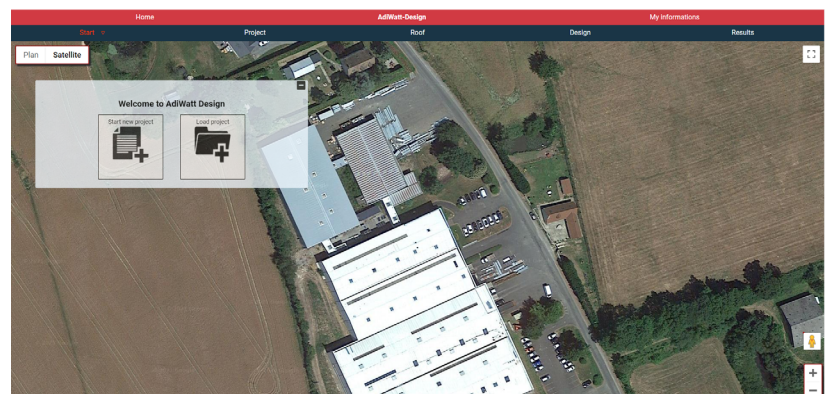 Home AdiWatt-Design My informations
Start Project Roof Design Results
Plan Satellite
Welcome to AdiWatt Design
Start new project Load project